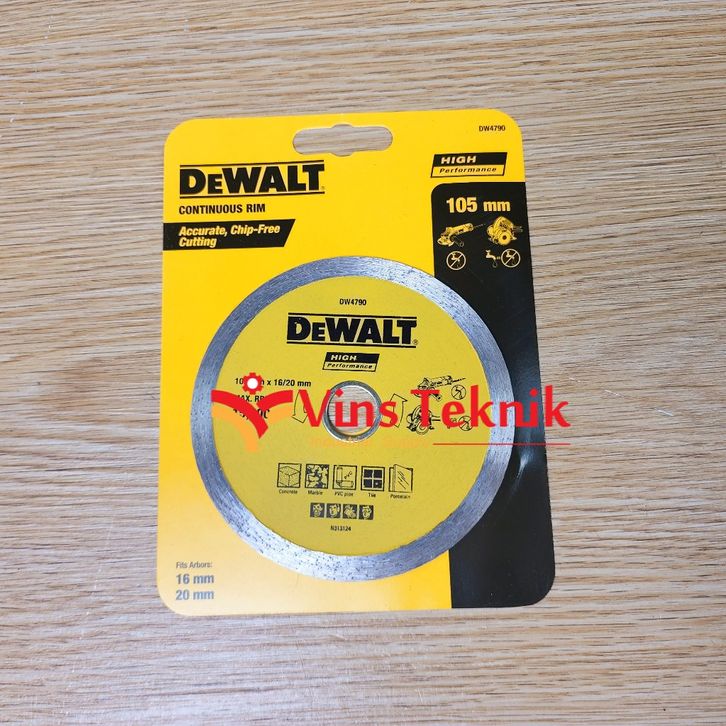 DW4790
DEWALT
CONTINUOUS RIM
Accurate, Chip-Free
Cutting
HIGH
Performance
105 mm
DW4790
DEWALT
HIGH
Performance
x 16/20 mm
Vins Teknik
Concrete
Marble
PVC pipe
Tile
Porcelain
N313124
Fits Arbors:
16 mm
20 mm